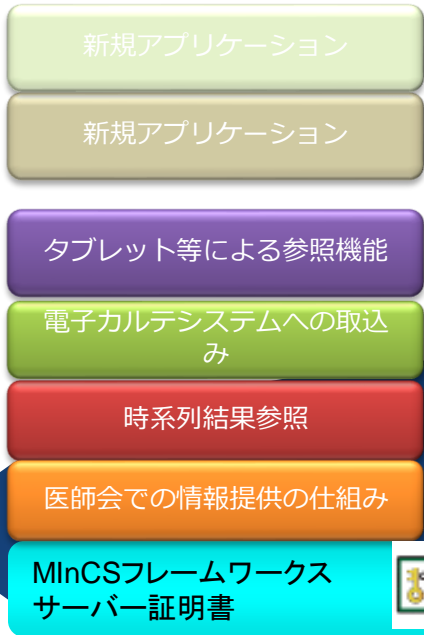 新規アプリケーション
新規アプリケーション
タブレット等による参照機能
電子カルテシステムへの取込
み
時系列結果参照
医師会での情報提供の仕組み
MInCSフレームワークス
サーバー証明書